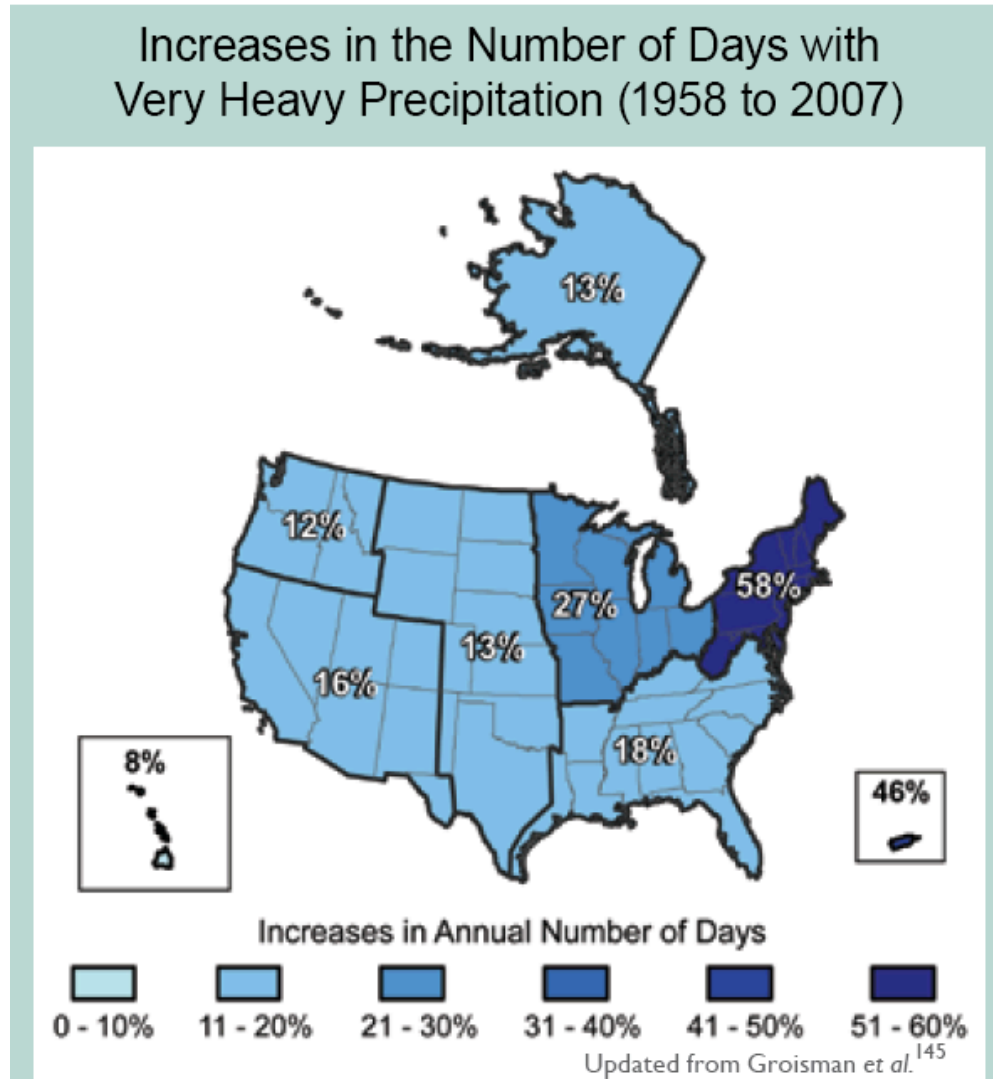 Increases in the Number of Days with
Very Heavy Precipitation (1958 to 2007)
13%
12%
58%
27%
13%
16%
18%
8%
46%
Increases in Annual Number of Days
0 - 10%
11 - 20%
21 - 30%
31 - 40%
41 - 50%
51 - 60%
Updated from Groisman et al.145